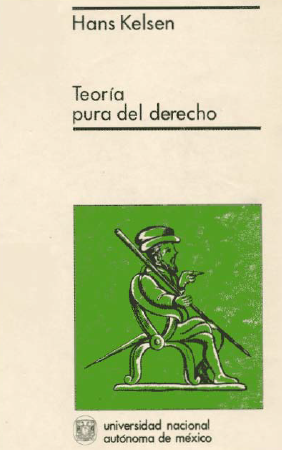 Hans Kelsen
Teoría
pura del derecho
universidad nacional
autónoma de méxico